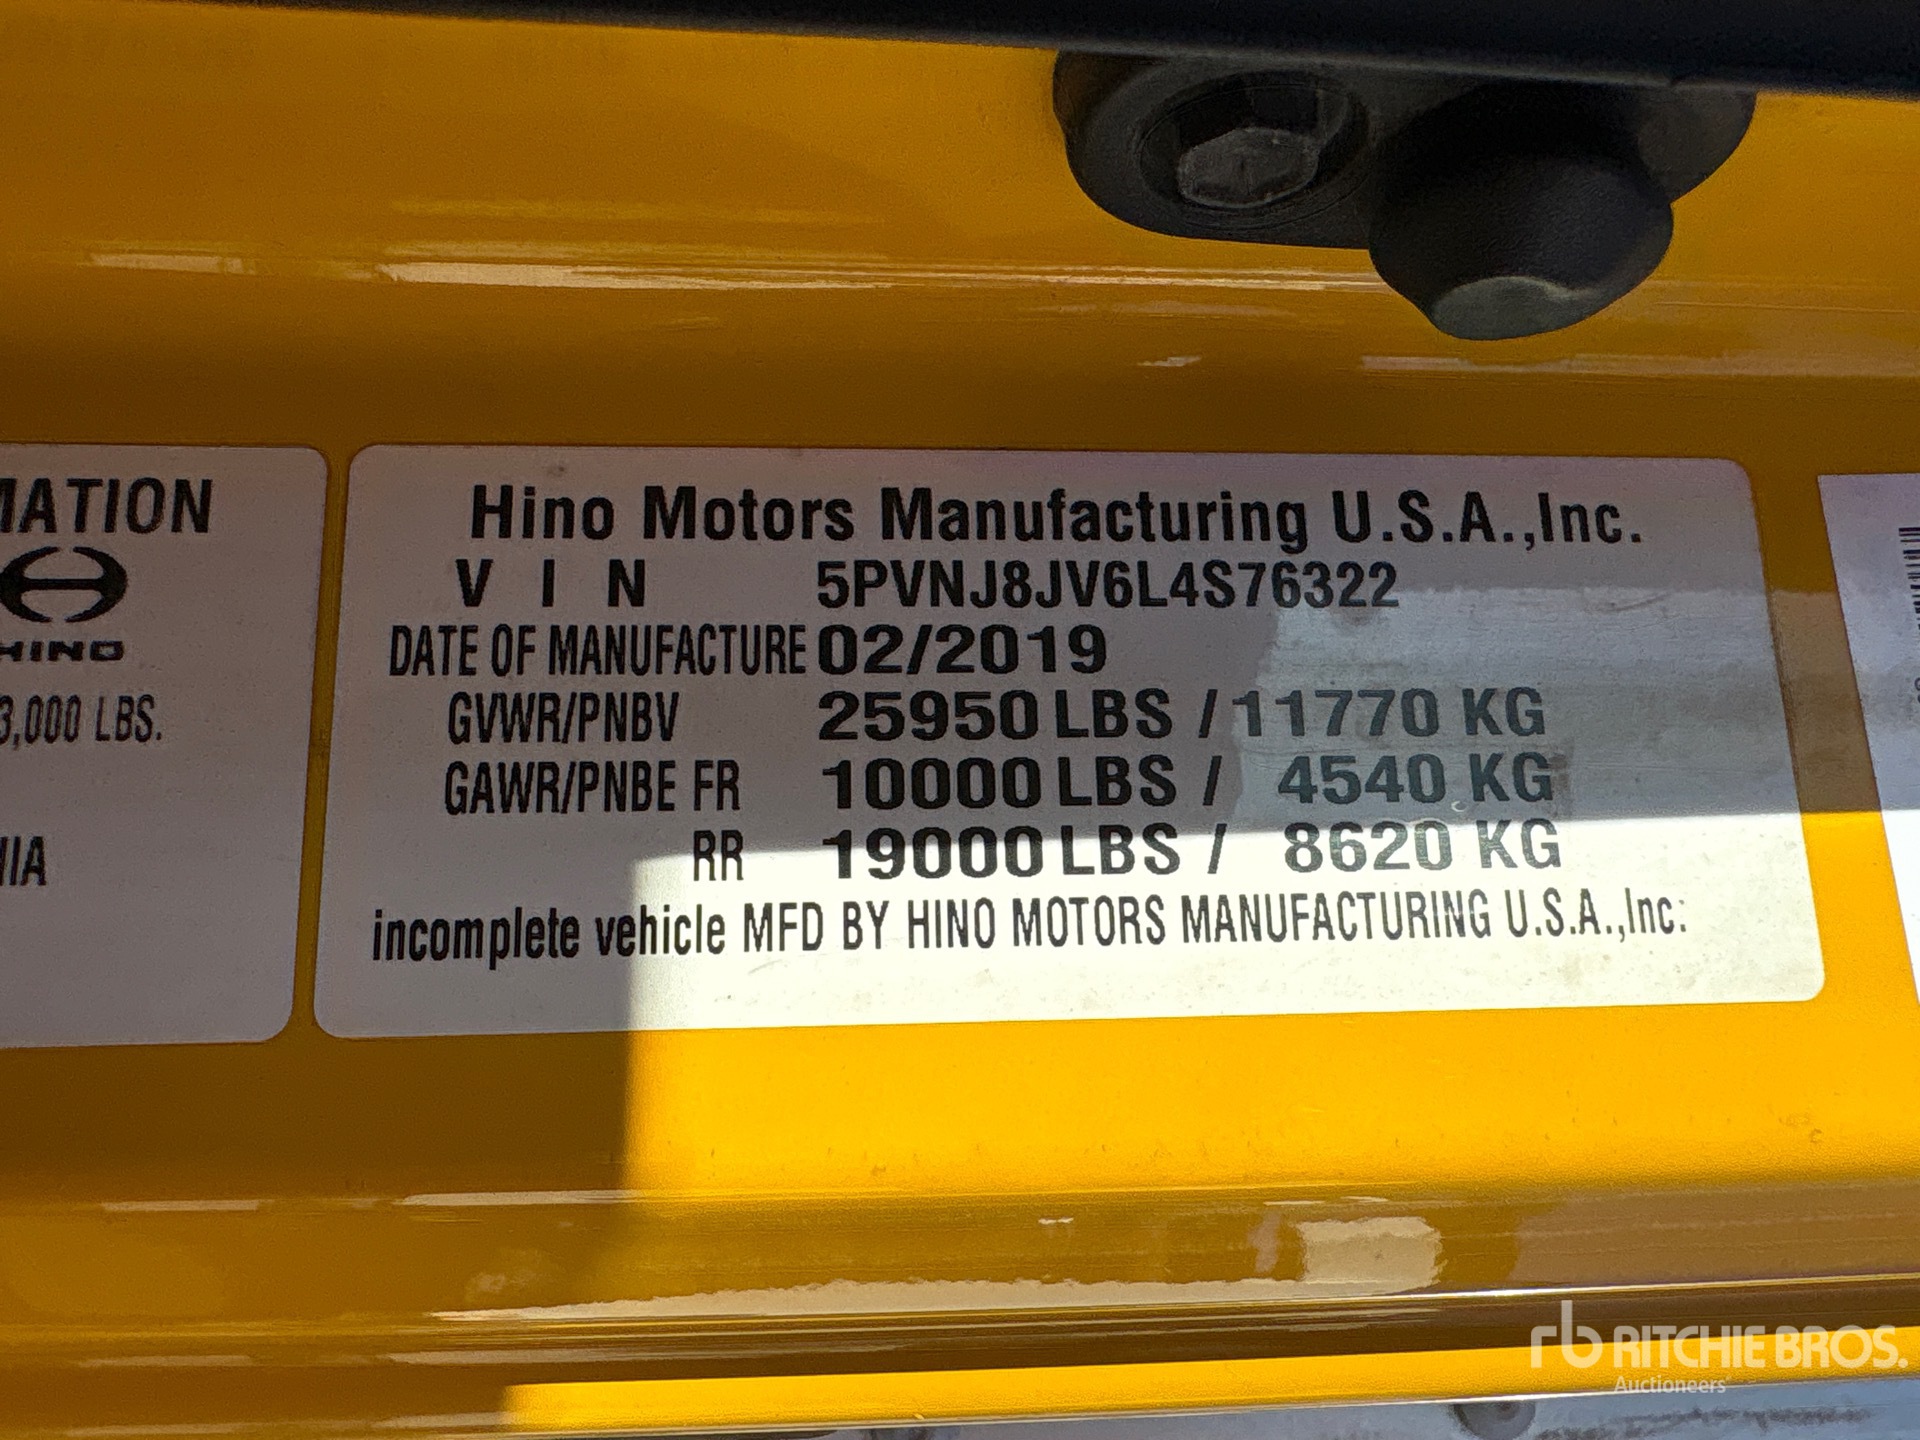 HINO
3,000 LBS.
Hino Motors Manufacturing U.S.A.,Inc.
V I N 5PVNJ8JV6L4S76322
DATE OF MANUFACTURE 02/2019
GVWR/PNBV 25950 LBS / 11770 KG
GAWR/PNBE FR 10000 LBS / 4540 KG
RR 19000 LBS / 8620 KG
incomplete vehicle MFD BY HINO MOTORS MANUFACTURING U.S.A.,Inc.
rb RITCHIE BROS.
Auctioneers